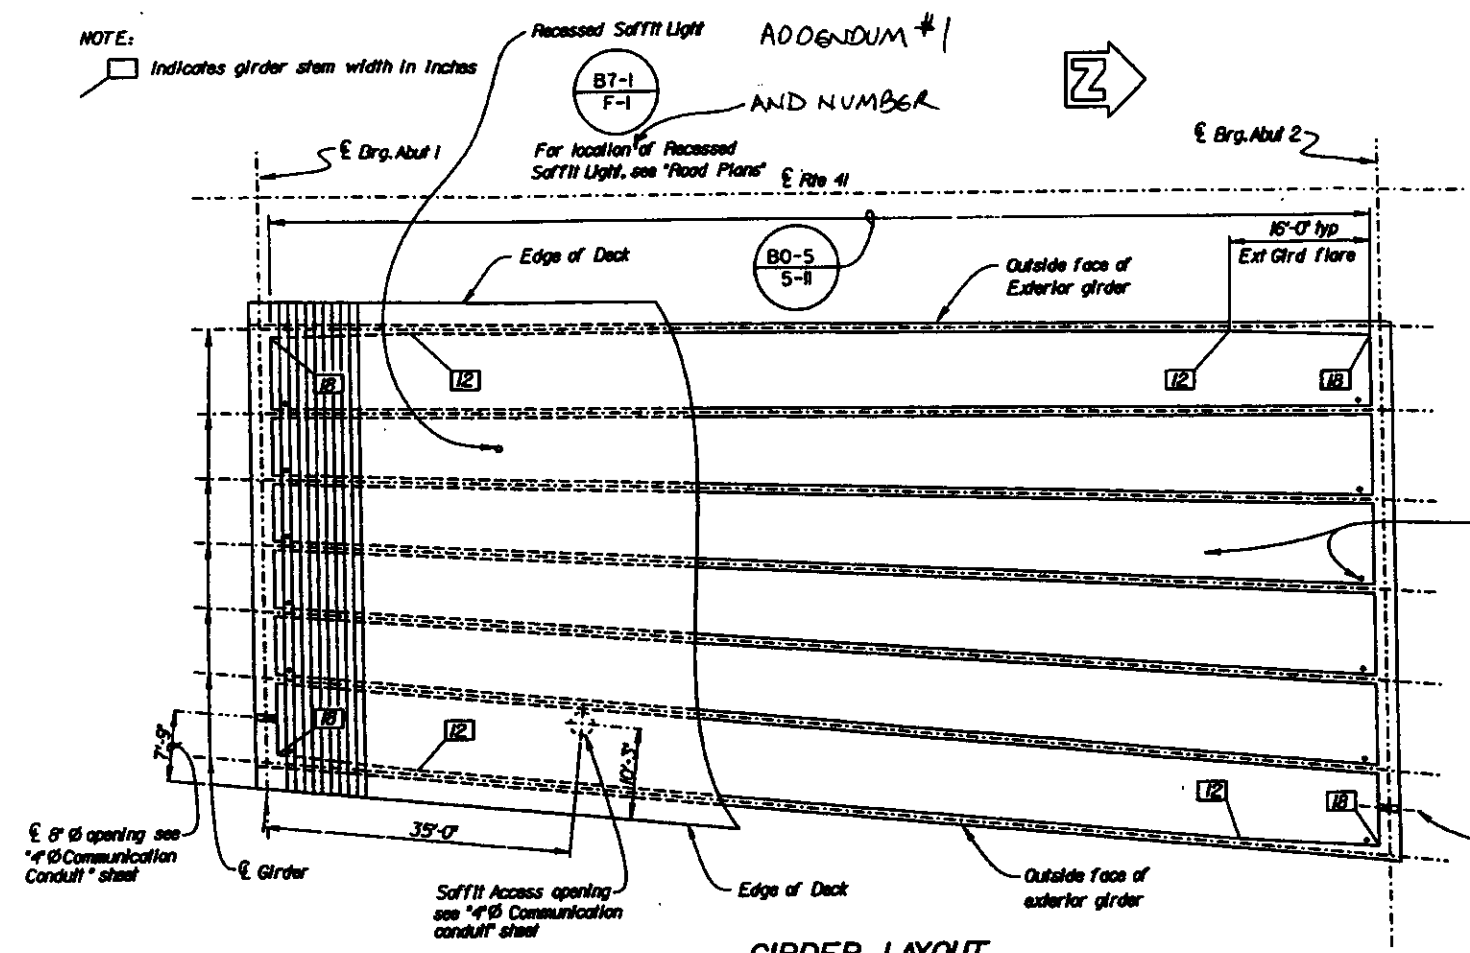 Recessed Soffit Light
ADDENDUM #1
NOTE:
Indicates girder stem width in inches
B7-1
F-1
AND NUMBER
Z
℄ Brg. Abut 1
For location of Recessed
Soffit Light, see "Road Plans"
℄ Rte 41
℄ Brg. Abut 2
16'-0" typ
Ext Gird flare
Edge of Deck
B0-5
5-11
Outside face of
Exterior girder
18
12
12
18
18
12
7'-9"
10'-3"
12
18
35'-0"
℄ 8" Ø opening see
"4" Ø Communication
Conduit" sheet
℄ Girder
Soffit Access opening
see "4" Ø Communication
conduit" sheet
Edge of Deck
Outside face of
exterior girder
GIRDER LAYOUT